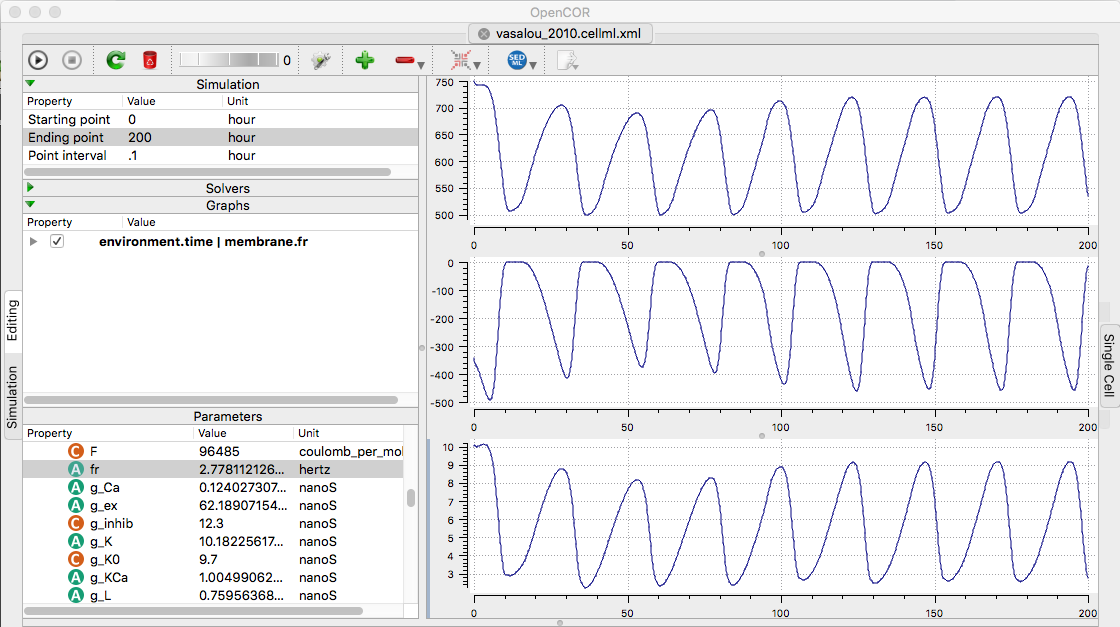 OpenCOR
vasalou_2010.cellml.xml
0
SED
ML
Simulation
Property Value Unit
Starting point 0 hour
Ending point 200 hour
Point interval .1 hour
Solvers
Graphs
Property Value
environment.time | membrane.fr
Editing
Simulation
Parameters
Property Value Unit
F 96485 coulomb_per_mol
C
A fr 2.778112126... hertz
A g_Ca 0.124027307... nanoS
A g_ex 62.18907154... nanoS
C g_inhib 12.3 nanoS
A g_K 10.18225617... nanoS
C g_K0 9.7 nanoS
A g_KCa 1.00499062... nanoS
A g_L 0.75956368... nanoS
750
700
650
600
550
500
0 50 100 150 200
0
-100
-200
-300
-400
-500
0 50 100 150 200
10
9
8
7
6
5
4
3
0 50 100 150 200
Single Cell